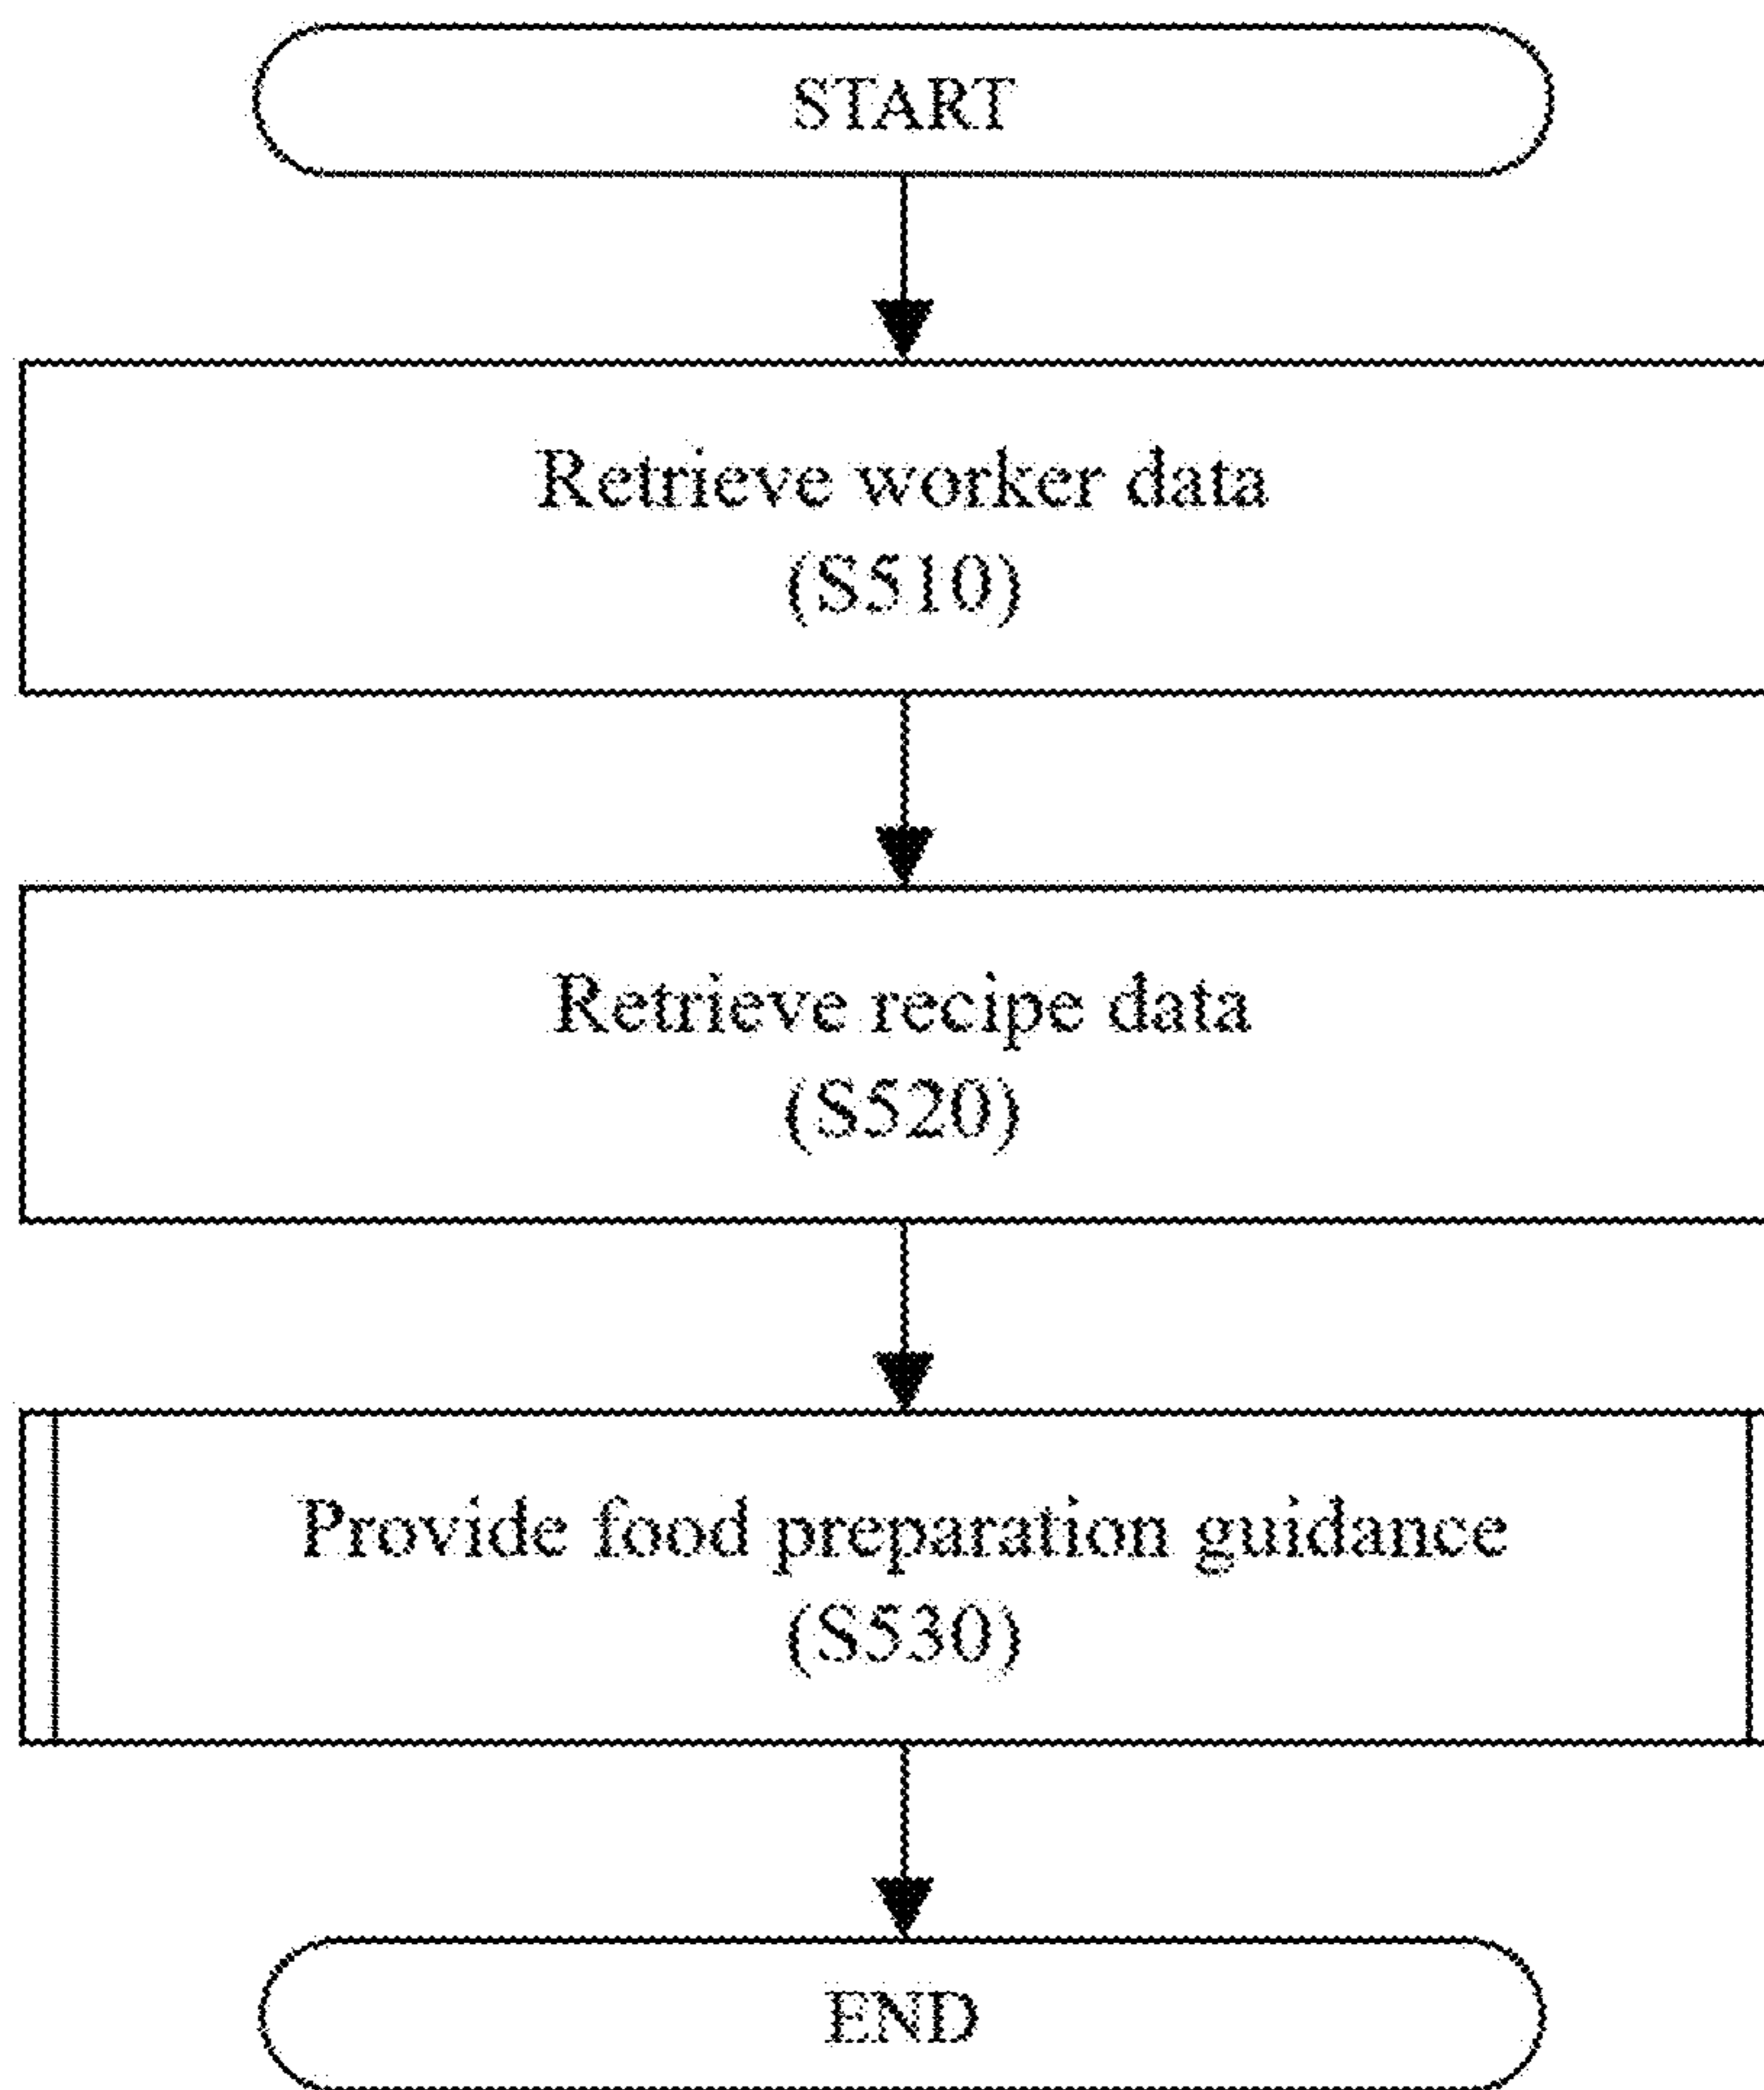 START
Retrieve worker data
(S510)
Retrieve recipe data
(S520)
Provide food preparation guidance
(S530)
END